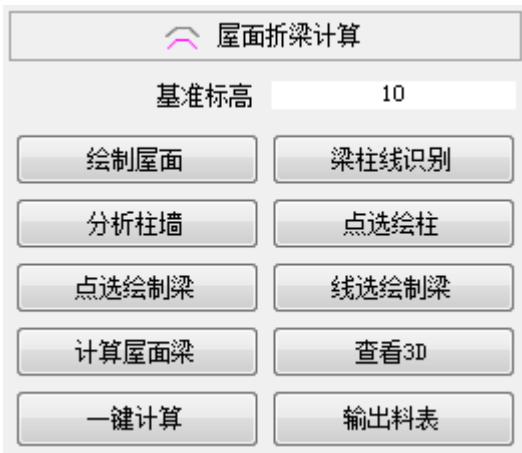 屋面折梁计算
基准标高 10
绘制屋面 梁柱线识别
分析柱墙 点选绘柱
点选绘制梁 线选绘制梁
计算屋面梁 查看3D
一键计算 输出料表